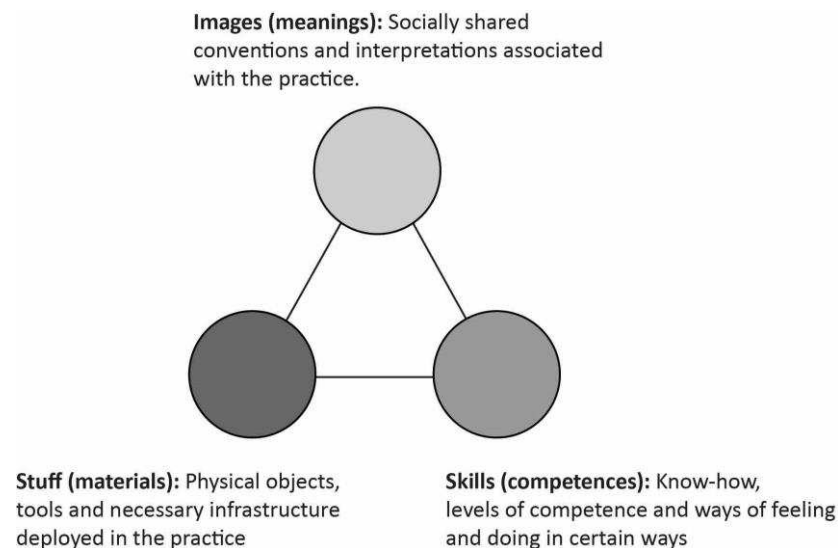 Images (meanings): Socially shared
conventions and interpretations associated
with the practice.
Stuff (materials): Physical objects,
tools and necessary infrastructure
deployed in the practice
Skills (competences): Know-how,
levels of competence and ways of feeling
and doing in certain ways